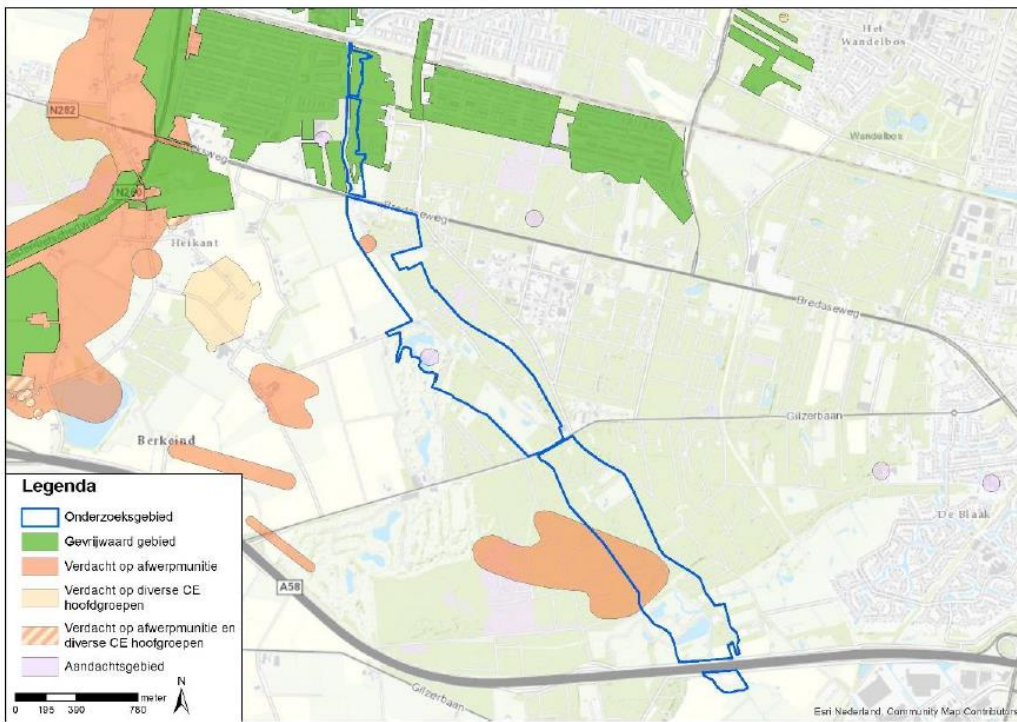 Het
Wandelbos
Wandelbos
N282
N260
Bredaseweg
Heikant
Bredaseweg
Gilzerbaan
Berkeind
De Blaak
A58
Gilzerbaan
Legenda
Onderzoeksgebied
Gevrijwaard gebied
Verdacht op afwerpmunitie
Verdacht op diverse CE
hoofdgroepen
Verdacht op afwerpmunitie en
diverse CE hoofgroepen
Aandachtsgebied
N
meter
0 195 390 780
Esri Nederland, Community Map Contributors